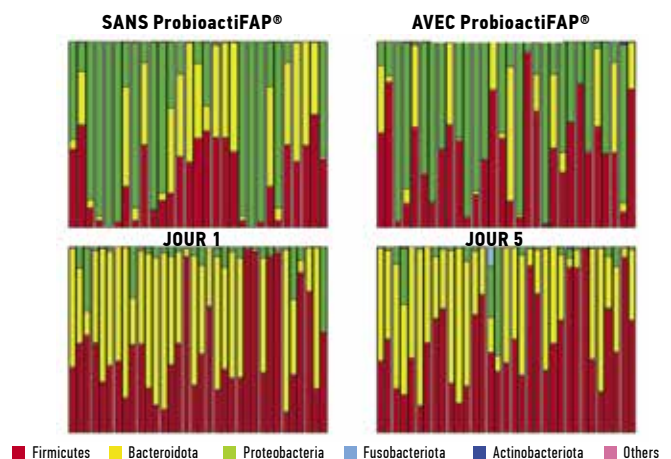 SANS ProbioactiFAP® AVEC ProbioactiFAP®
JOUR 1 JOUR 5
Firmicutes Bacteroidota Proteobacteria Fusobacteriota Actinobacteriota Others